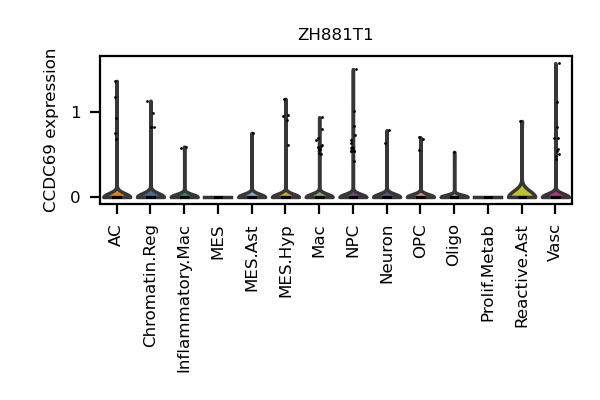 ZH881T1
CCDC69 expression
1
0
AC
Chromatin.Reg
Inflammatory.Mac
MES
MES.Ast
MES.Hyp
Mac
NPC
Neuron
OPC
Oligo
Prolif.Metab
Reactive.Ast
Vasc